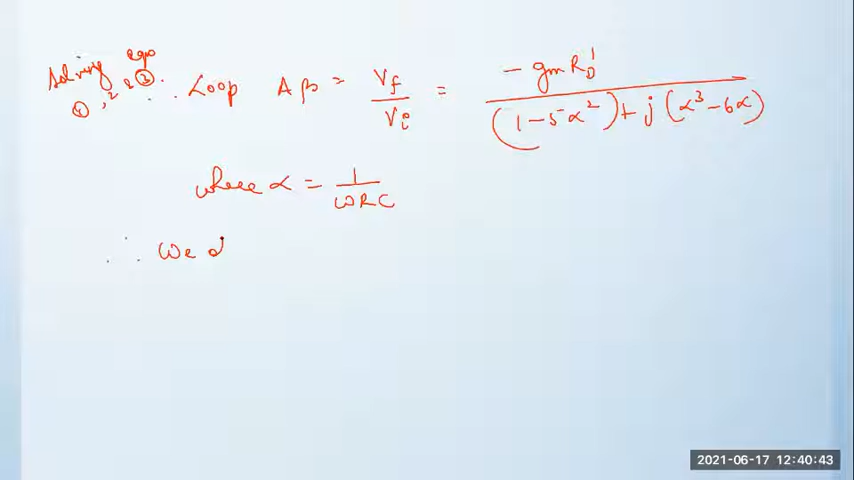 Solving eqn
①, 2 & ③.
∴ Loop Aβ = Vf / Vi = - gm RD' / (1 - 5α²) + j (α³ - 6α)
where α = 1 / ωRC
∴ We d
2021-06-17 12:40:43